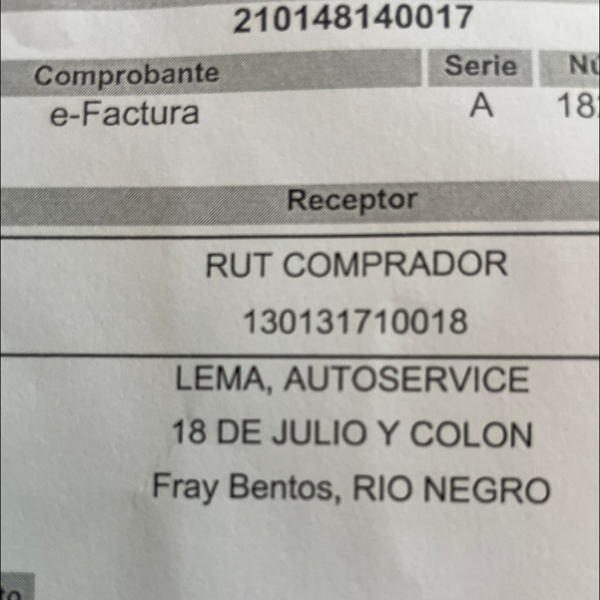 210148140017
Comprobante Serie
e-Factura A
Receptor
RUT COMPRADOR
130131710018
LEMA, AUTOSERVICE
18 DE JULIO Y COLON
Fray Bentos, RIO NEGRO